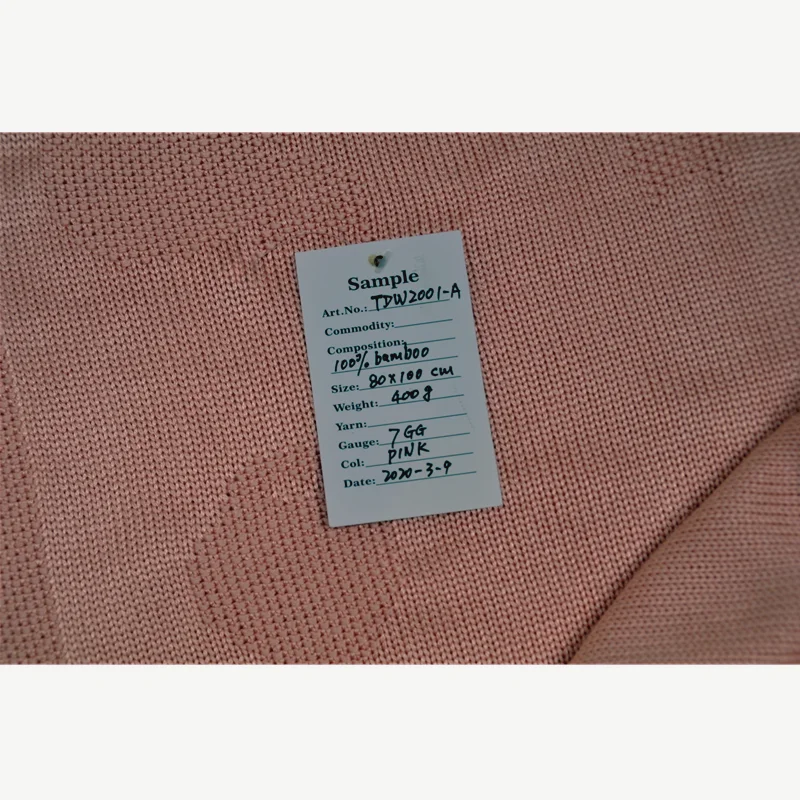 Sample
Art.No.: TDW2001-A
Commodity:
Composition:
100% bamboo
Size: 80x100 cm
Weight: 400g
Yarn:
Gauge: 7GG
Col: PINK
Date: 2020-3-9